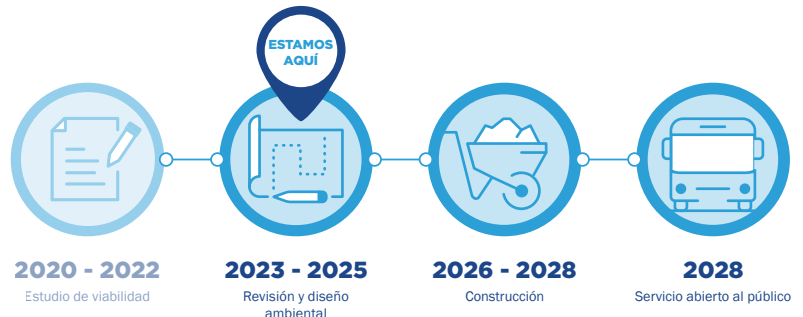 ESTAMOS
AQUÍ
2020 - 2022
Estudio de viabilidad
2023 - 2025
Revisión y diseño
ambiental
2026 - 2028
Construcción
2028
Servicio abierto al público